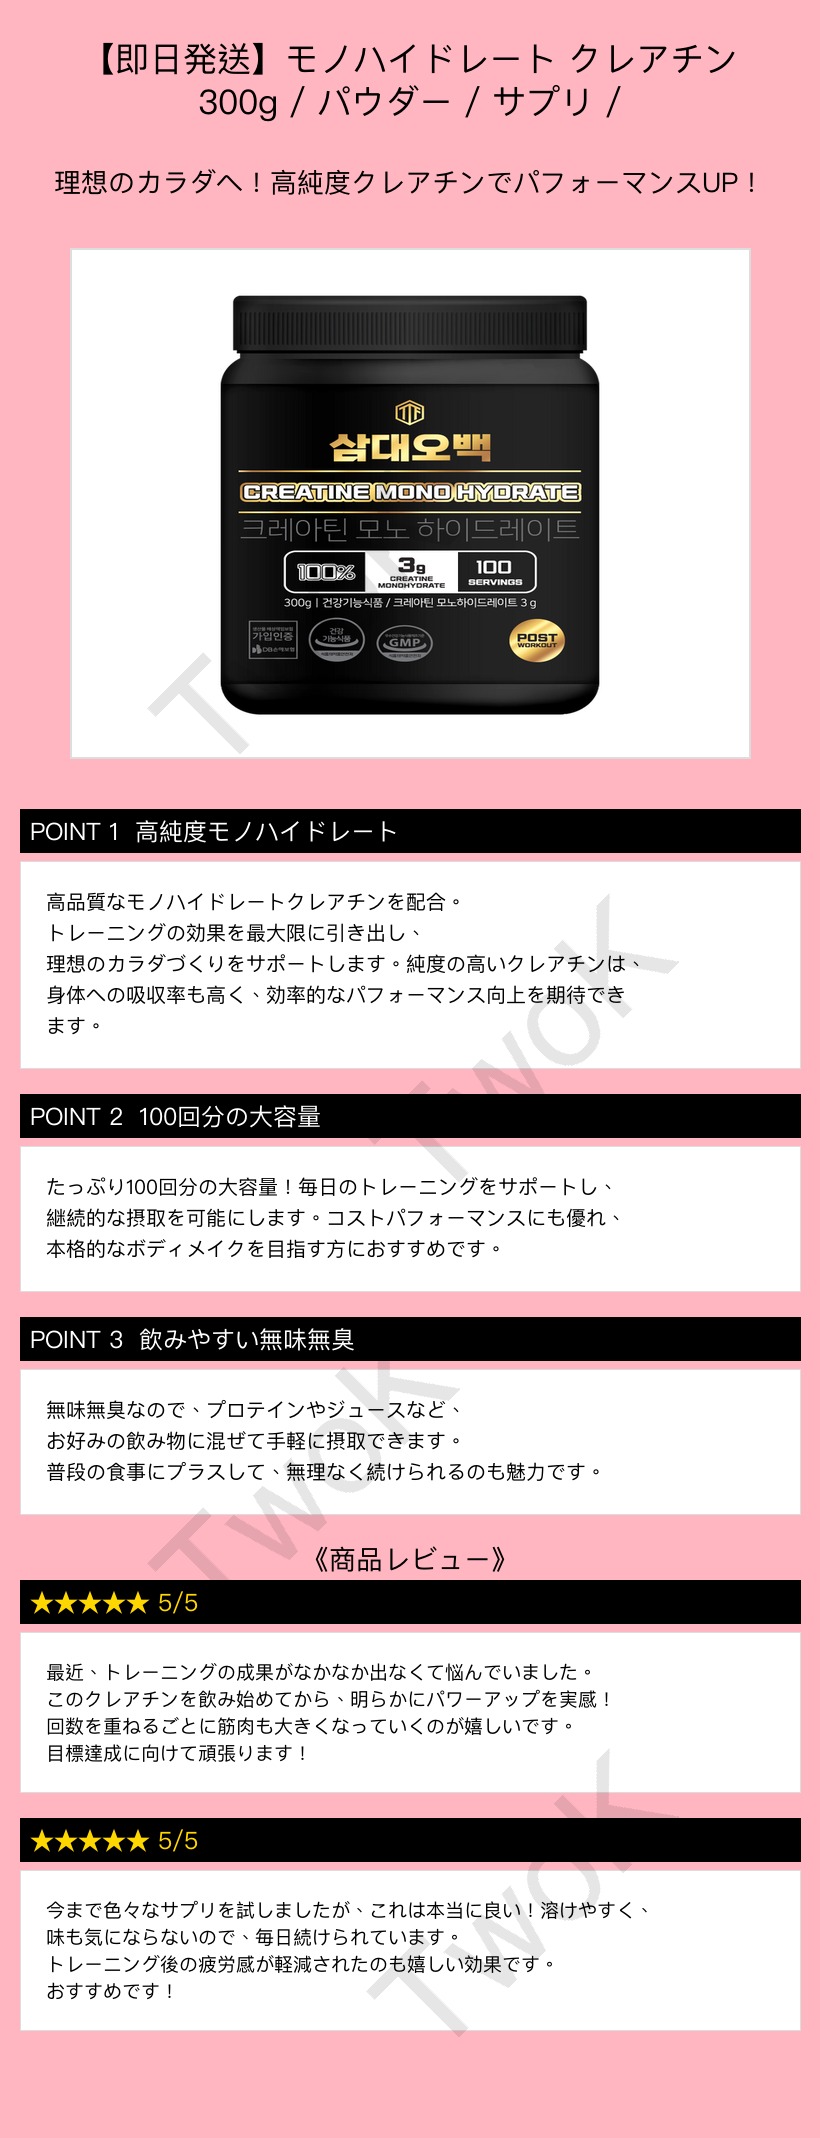 【即日発送】モノハイドレート クレアチン
300g / パウダー / サプリ /
理想のカラダへ！高純度クレアチンでパフォーマンスUP！
TTF
삼대오백
CREATINE MONO HYDRATE
크레아틴 모노 하이드레이트
100%
3g
CREATINE
MONOHYDRATE
100
SERVINGS
300g | 건강기능식품 / 크레아틴 모노하이드레이트 3 g
가입인증
DB손해보험
건강
기능식품
GMP
POST
WORKOUT
POINT 1 高純度モノハイドレート
高品質なモノハイドレートクレアチンを配合。
トレーニングの効果を最大限に引き出し、
理想のカラダづくりをサポートします。純度の高いクレアチンは、
身体への吸収率も高く、効率的なパフォーマンス向上を期待でき
ます。
POINT 2 100回分の大容量
たっぷり100回分の大容量！毎日のトレーニングをサポートし、
継続的な摂取を可能にします。コストパフォーマンスにも優れ、
本格的なボディメイクを目指す方におすすめです。
POINT 3 飲みやすい無味無臭
無味無臭なので、プロテインやジュースなど、
お好みの飲み物に混ぜて手軽に摂取できます。
普段の食事にプラスして、無理なく続けられるのも魅力です。
《商品レビュー》
★★★★★ 5/5
最近、トレーニングの成果がなかなか出なくて悩んでいました。
このクレアチンを飲み始めてから、明らかにパワーアップを実感！
回数を重ねるごとに筋肉も大きくなっていくのが嬉しいです。
目標達成に向けて頑張ります！
★★★★★ 5/5
今まで色々なサプリを試しましたが、これは本当に良い！溶けやすく、
味も気にならないので、毎日続けられています。
トレーニング後の疲労感が軽減されたのも嬉しい効果です。
おすすめです！
TwoK
TwoK
TwoK